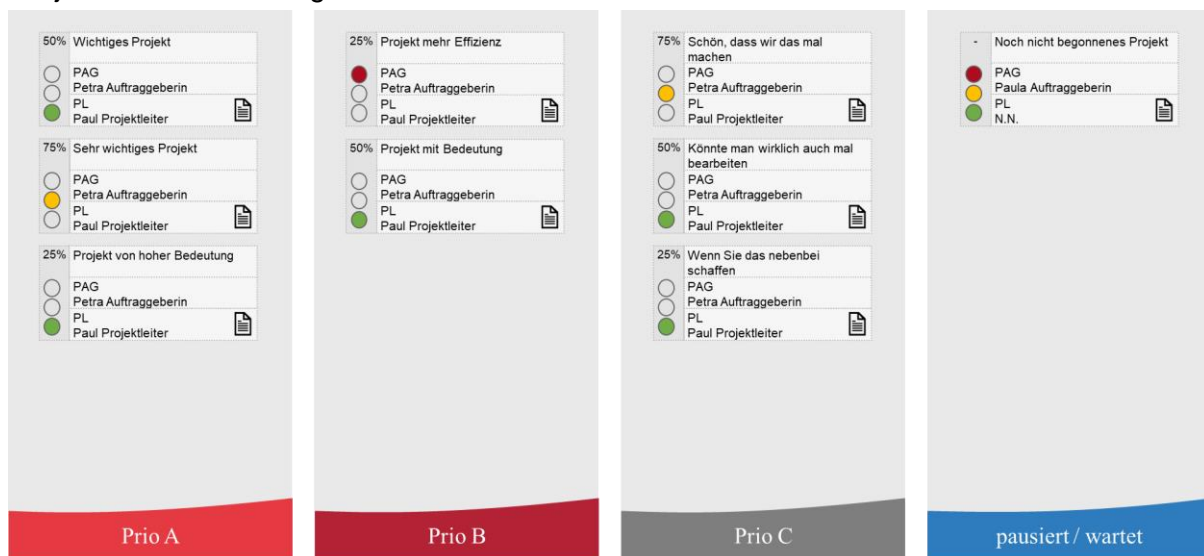 50% Wichtiges Projekt
PAG
Petra Auftraggeberin
PL
Paul Projektleiter
75% Sehr wichtiges Projekt
PAG
Petra Auftraggeberin
PL
Paul Projektleiter
25% Projekt von hoher Bedeutung
PAG
Petra Auftraggeberin
PL
Paul Projektleiter
Prio A
25% Projekt mehr Effizienz
PAG
Petra Auftraggeberin
PL
Paul Projektleiter
50% Projekt mit Bedeutung
PAG
Petra Auftraggeberin
PL
Paul Projektleiter
Prio B
75% Schön, dass wir das mal
machen
PAG
Petra Auftraggeberin
PL
Paul Projektleiter
50% Könnte man wirklich auch mal
bearbeiten
PAG
Petra Auftraggeberin
PL
Paul Projektleiter
25% Wenn Sie das nebenbei
schaffen
PAG
Petra Auftraggeberin
PL
Paul Projektleiter
Prio C
- Noch nicht begonnenes Projekt
PAG
Paula Auftraggeberin
PL
N.N.
pausiert / wartet